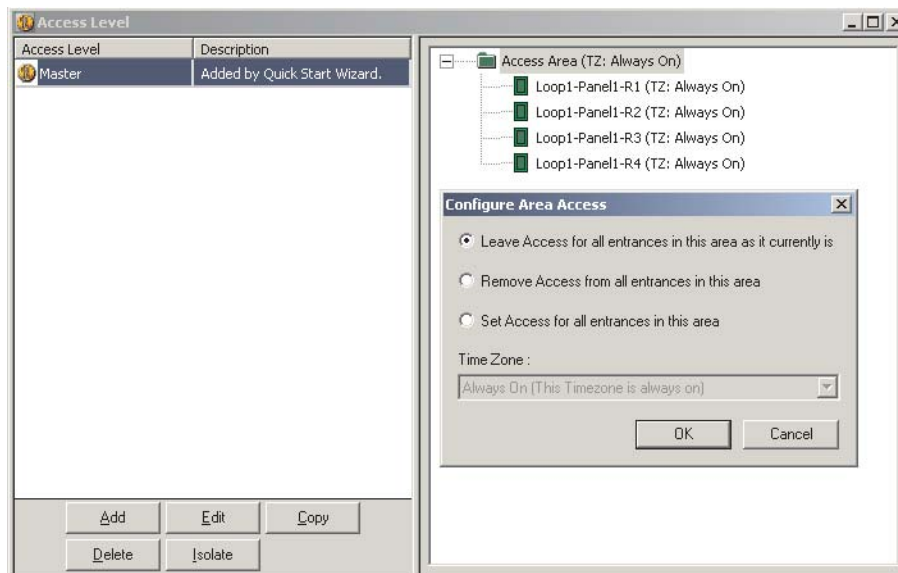 Access Level
Access Level Description
Master Added by Quick Start Wizard.
Add Edit Copy
Delete Isolate
Access Area (TZ: Always On)
Loop1-Panel1-R1 (TZ: Always On)
Loop1-Panel1-R2 (TZ: Always On)
Loop1-Panel1-R3 (TZ: Always On)
Loop1-Panel1-R4 (TZ: Always On)
Configure Area Access
Leave Access for all entrances in this area as it currently is
Remove Access from all entrances in this area
Set Access for all entrances in this area
Time Zone :
Always On (This Timezone is always on)
OK Cancel